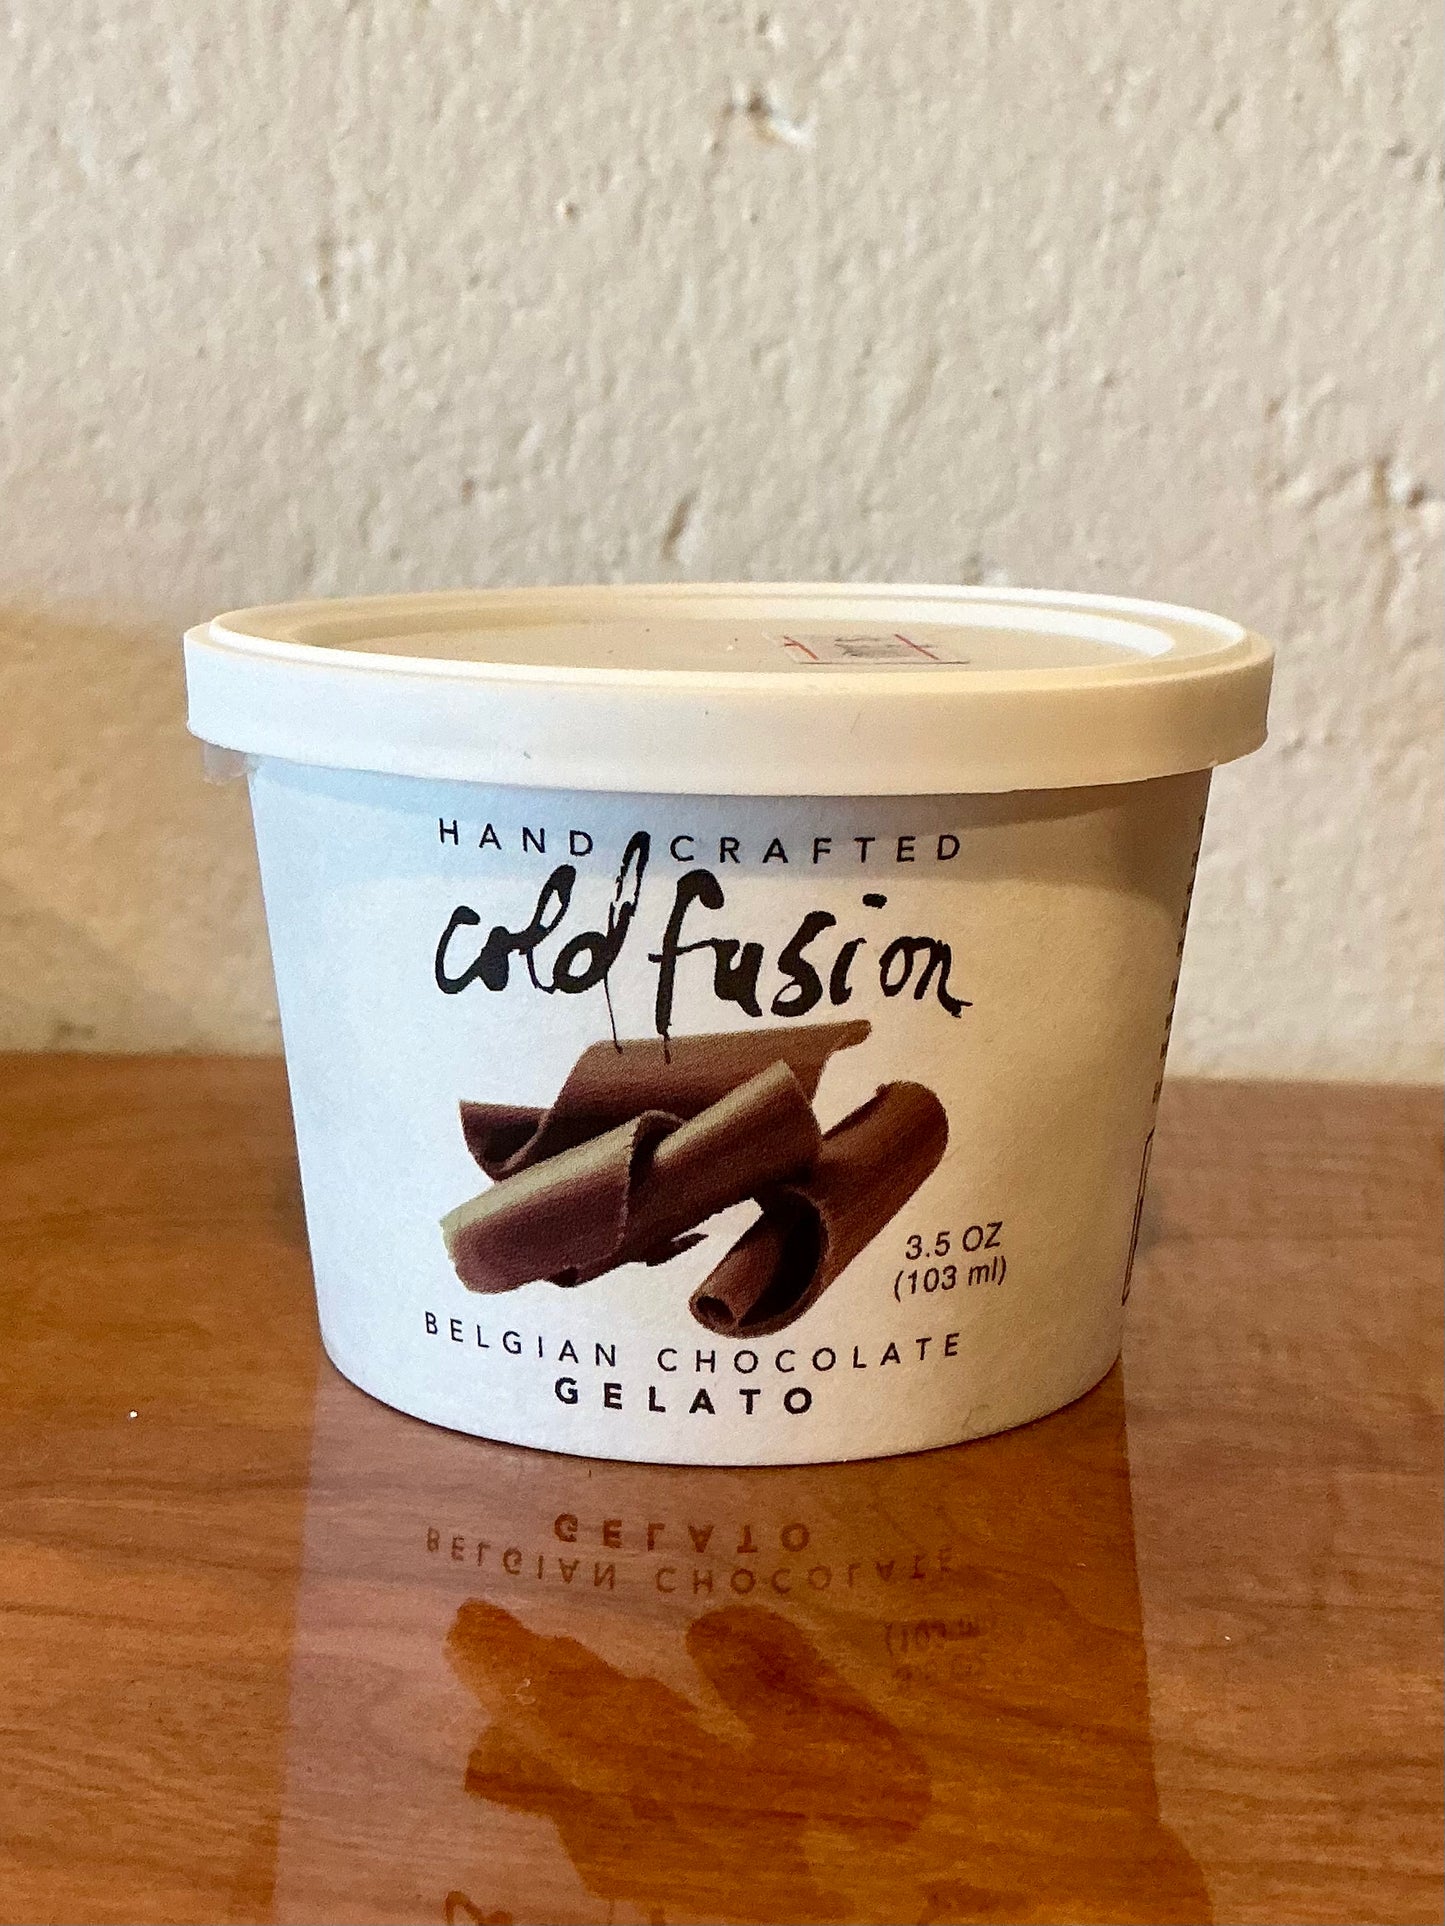 HAND CRAFTED
cold fusion
3.5 OZ
(103 ml)
BELGIAN CHOCOLATE
GELATO